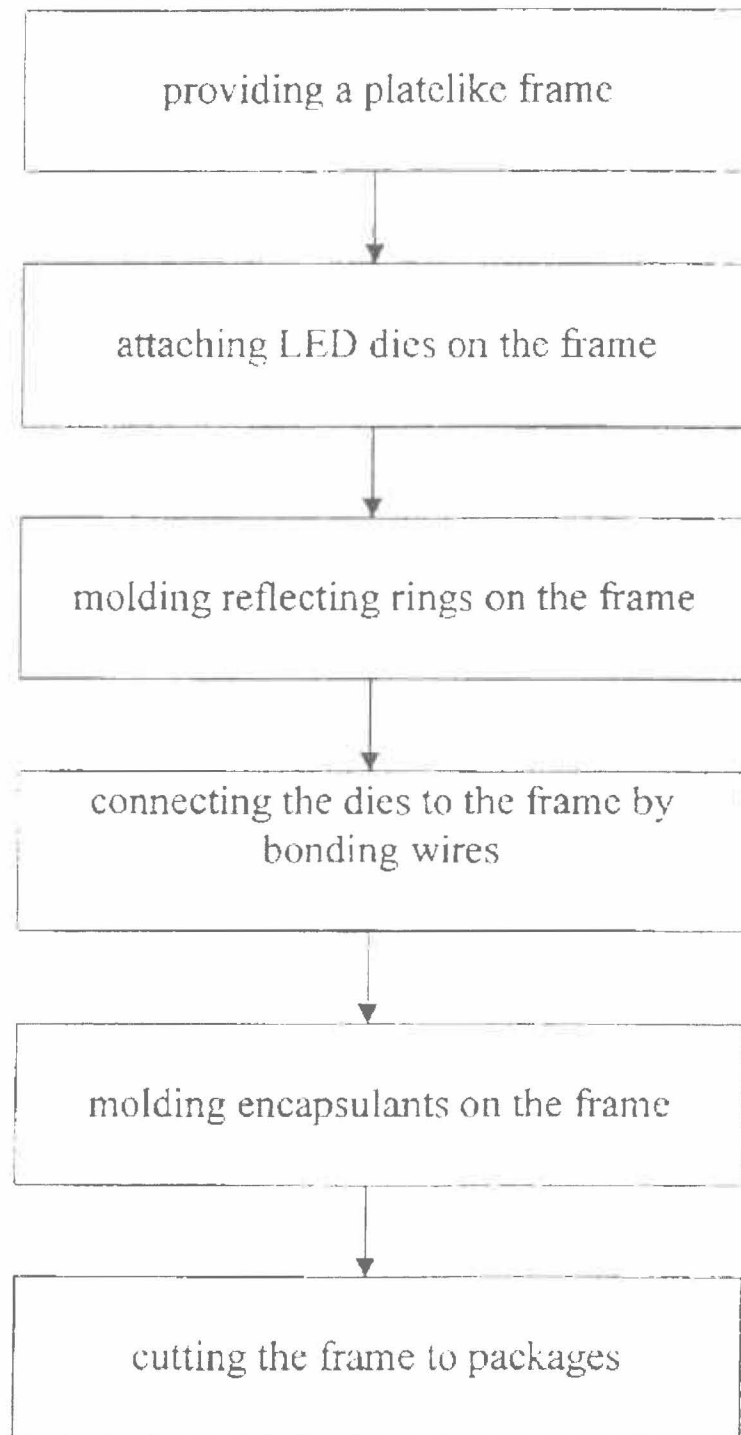 providing a platelike frame
attaching LED dies on the frame
molding reflecting rings on the frame
connecting the dies to the frame by
bonding wires
molding encapsulants on the frame
cutting the frame to packages